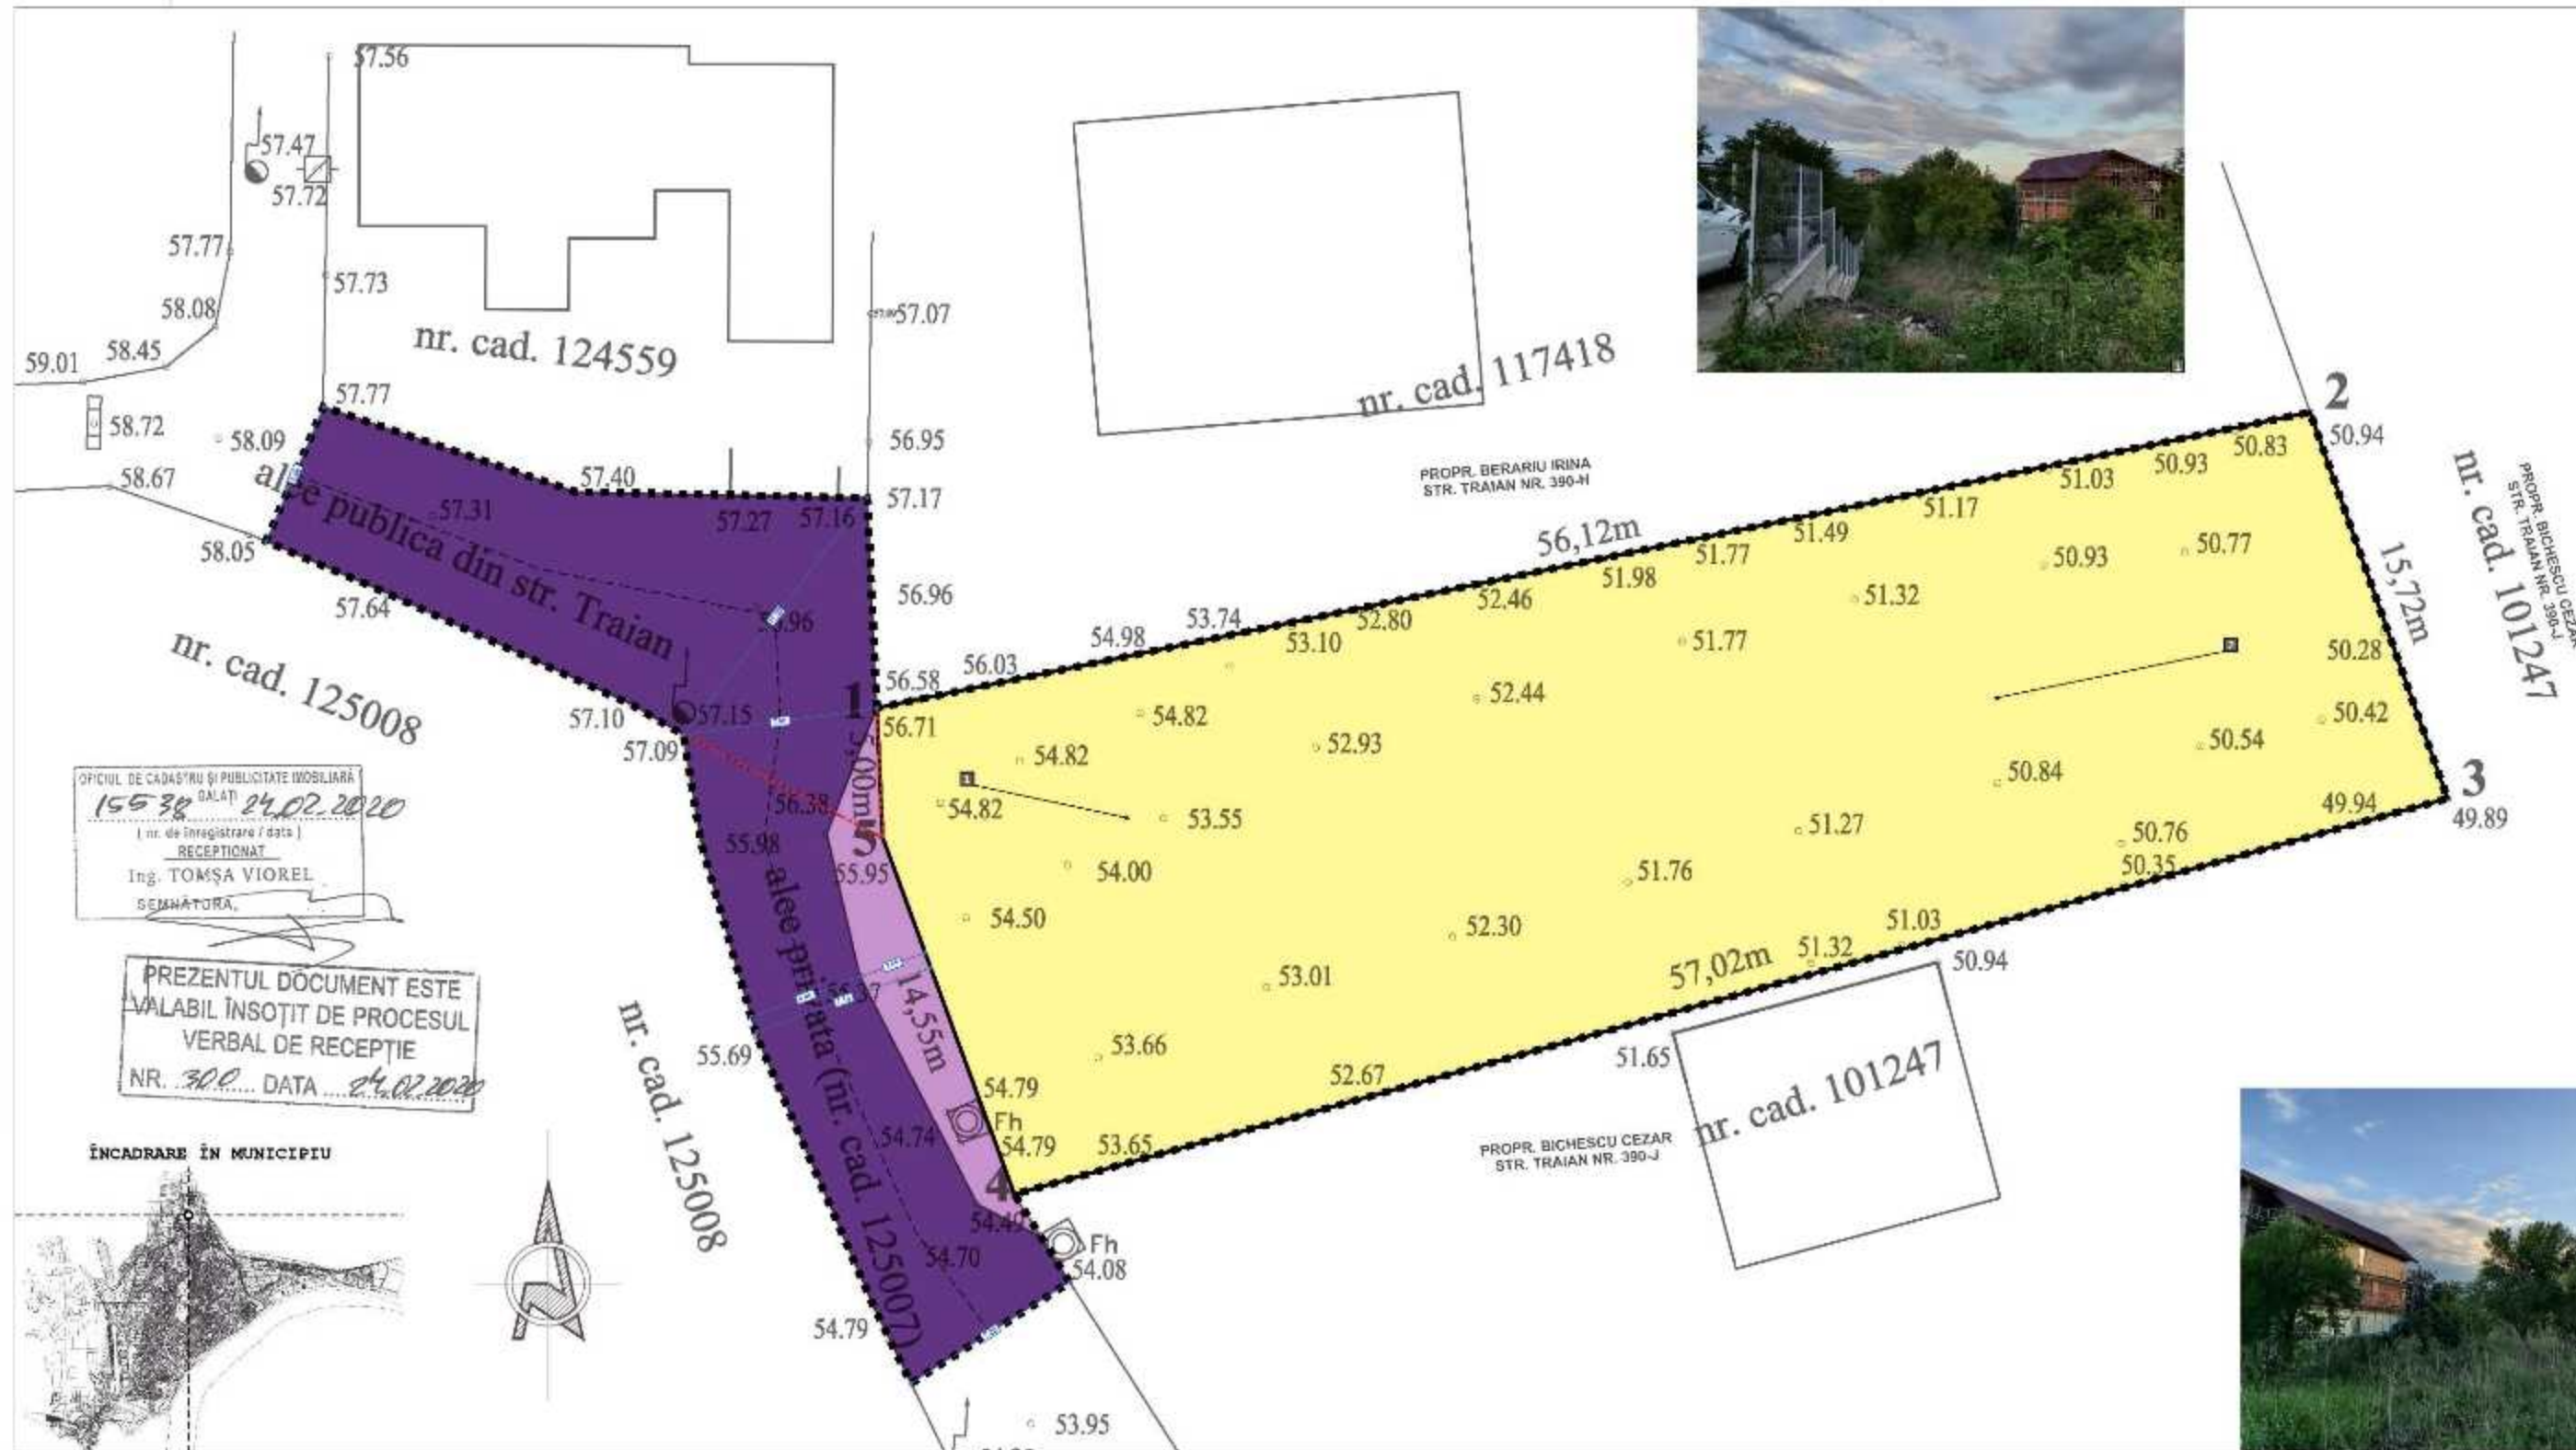 57.56
57.47
57.72
57.77
57.73
58.08
58.45
59.01
nr. cad. 124559
57.07
nr. cad. 117418
57.77
58.72
58.09
56.95
58.67
57.40
57.17
57.31
57.27
57.16
58.05
alee publica din str. Traian
57.64
56.96
nr. cad. 125008
57.10
57.15
57.09
PROPR. BERARIU IRINA
STR. TRAIAN NR. 390-H
2
50.94
50.83
50.93
51.03
51.17
51.49
51.77
51.98
56,12m
52.46
52.80
53.10
53.74
54.98
56.03
56.58
1
56.71
5,00m
PROPR. BICHESCU CEZAR
STR. TRAIAN NR. 390-J
nr. cad. 101247
15,72m
50.77
50.93
51.32
51.77
52.44
54.82
52.93
54.82
54.82
53.55
50.28
50.42
50.54
50.84
3
49.94
49.89
51.27
50.76
50.35
51.76
54.00
54.50
52.30
53.01
51.03
51.32
50.94
57,02m
56.38
55.98
5
55.95
alee privata (nr. cad. 125007)
14,55m
53.66
52.67
51.65
nr. cad. 101247
PROPR. BICHESCU CEZAR
STR. TRAIAN NR. 390-J
54.79
Fh
54.79
53.65
4
54.49
54.74
54.70
Fh
54.08
55.69
nr. cad. 125008
54.79
53.95
OFICIUL DE CADASTRU ȘI PUBLICITATE IMOBILIARĂ
GALAȚI
15538 24.02.2020
( nr. de înregistrare / data )
RECEPTIONAT
Ing. TOMȘA VIOREL
SEMNĂTURA,
PREZENTUL DOCUMENT ESTE
VALABIL ÎNSOȚIT DE PROCESUL
VERBAL DE RECEPȚIE
NR. 300 DATA 24.02.2020
ÎNCADRARE ÎN MUNICIPIU